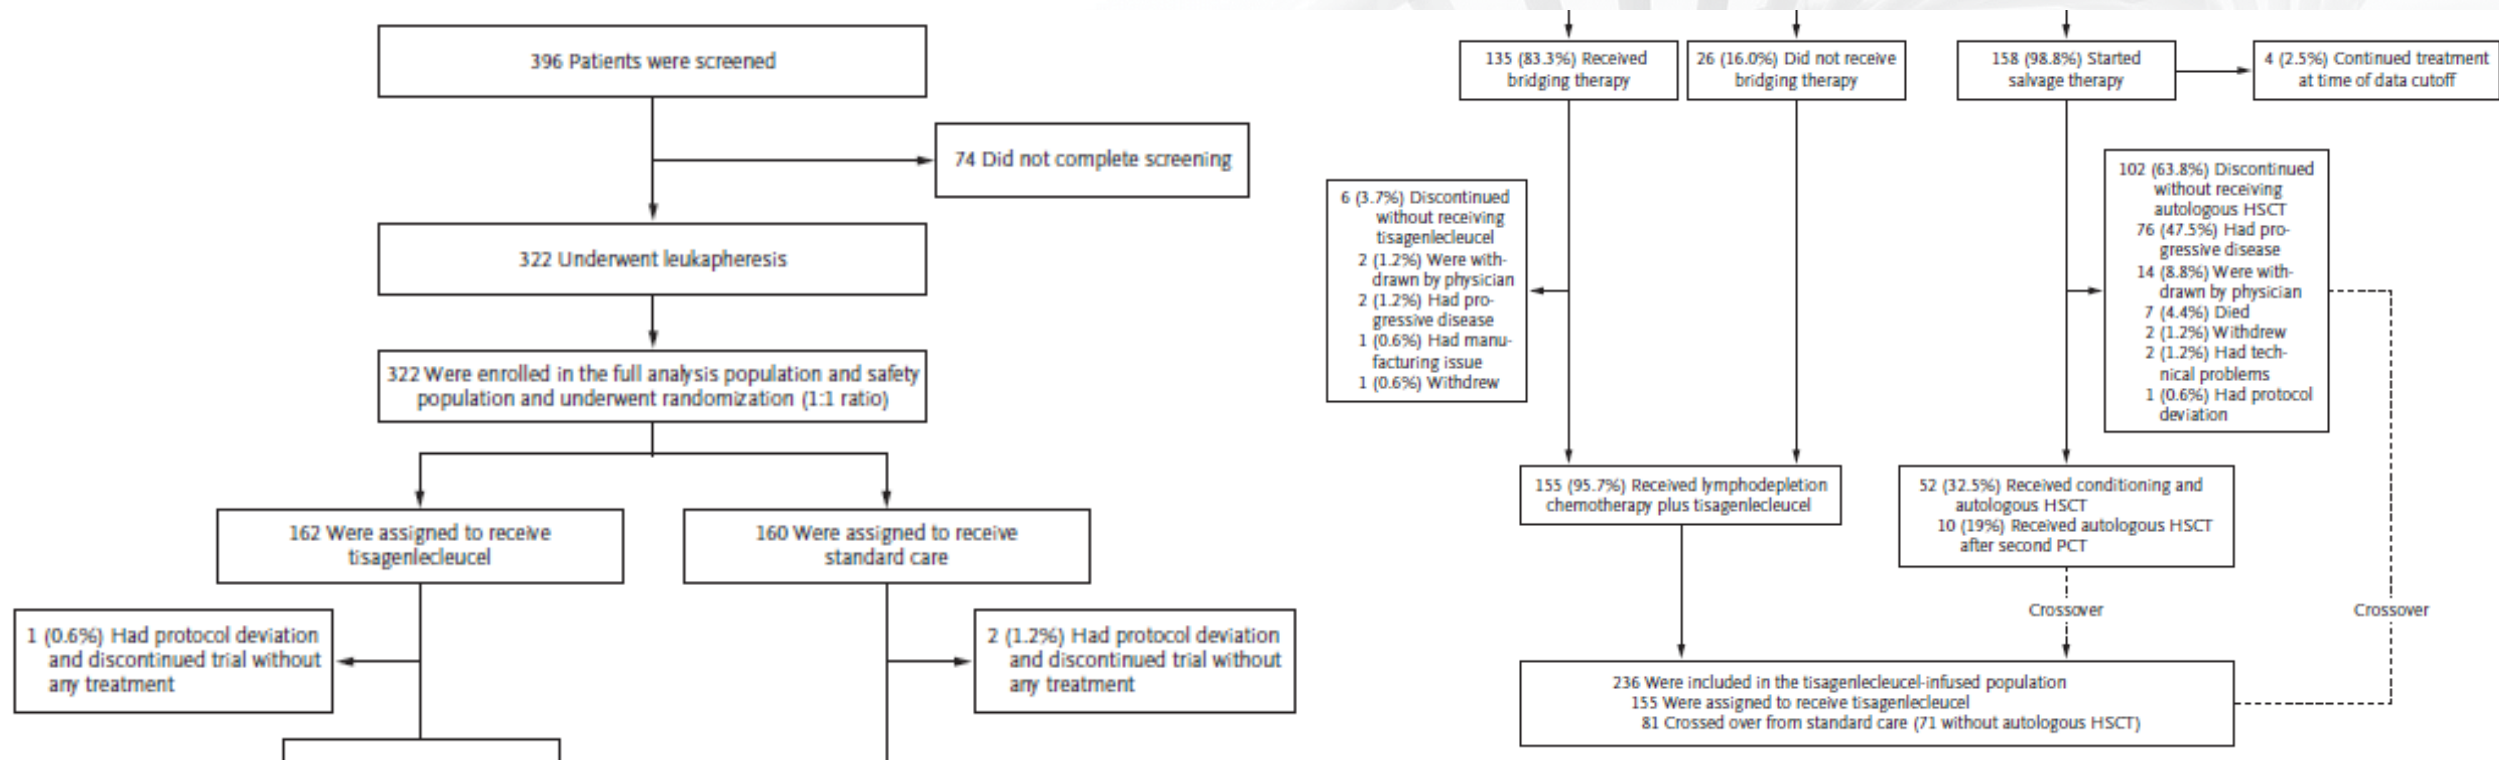 396 Patients were screened
74 Did not complete screening
322 Underwent leukapheresis
322 Were enrolled in the full analysis population and safety
population and underwent randomization (1:1 ratio)
162 Were assigned to receive
tisagenlecleucel
160 Were assigned to receive
standard care
1 (0.6%) Had protocol deviation
and discontinued trial without
any treatment
2 (1.2%) Had protocol deviation
and discontinued trial without
any treatment
135 (83.3%) Received
bridging therapy
26 (16.0%) Did not receive
bridging therapy
158 (98.8%) Started
salvage therapy
4 (2.5%) Continued treatment
at time of data cutoff
6 (3.7%) Discontinued
without receiving
tisagenlecleucel
2 (1.2%) Were with-
drawn by physician
2 (1.2%) Had pro-
gressive disease
1 (0.6%) Had manu-
facturing issue
1 (0.6%) Withdrew
102 (63.8%) Discontinued
without receiving
autologous HSCT
76 (47.5%) Had pro-
gressive disease
14 (8.8%) Were with-
drawn by physician
7 (4.4%) Died
2 (1.2%) Withdrew
2 (1.2%) Had tech-
nical problems
1 (0.6%) Had protocol
deviation
155 (95.7%) Received lymphodepletion
chemotherapy plus tisagenlecleucel
52 (32.5%) Received conditioning and
autologous HSCT
10 (19%) Received autologous HSCT
after second PCT
Crossover
Crossover
236 Were included in the tisagenlecleucel-infused population
155 Were assigned to receive tisagenlecleucel
81 Crossed over from standard care (71 without autologous HSCT)